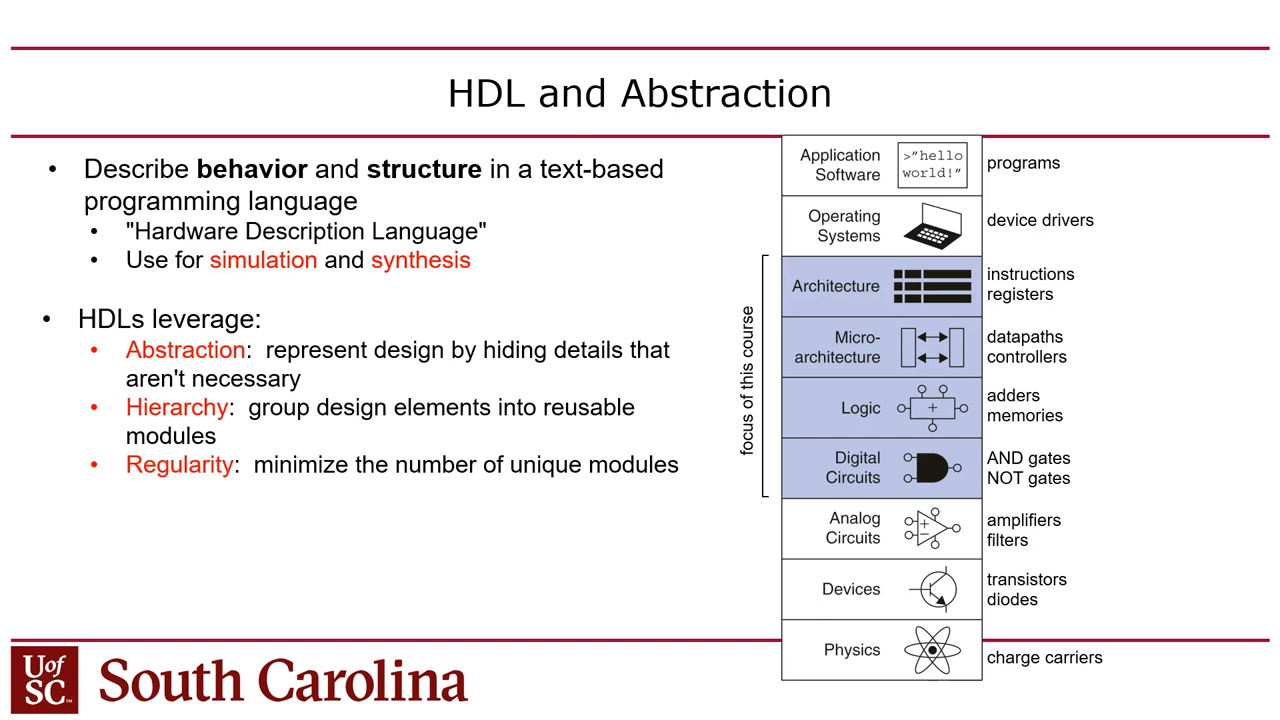 HDL and Abstraction
• Describe behavior and structure in a text-based
programming language
• "Hardware Description Language"
• Use for simulation and synthesis
• HDLs leverage:
• Abstraction: represent design by hiding details that
aren't necessary
• Hierarchy: group design elements into reusable
modules
• Regularity: minimize the number of unique modules
focus of this course
Application
Software
>"hello
world!"
programs
Operating
Systems
device drivers
Architecture
instructions
registers
Micro-
architecture
datapaths
controllers
Logic
+
adders
memories
Digital
Circuits
AND gates
NOT gates
Analog
Circuits
+
−
amplifiers
filters
Devices
transistors
diodes
Physics
charge carriers
UofSC™
South Carolina